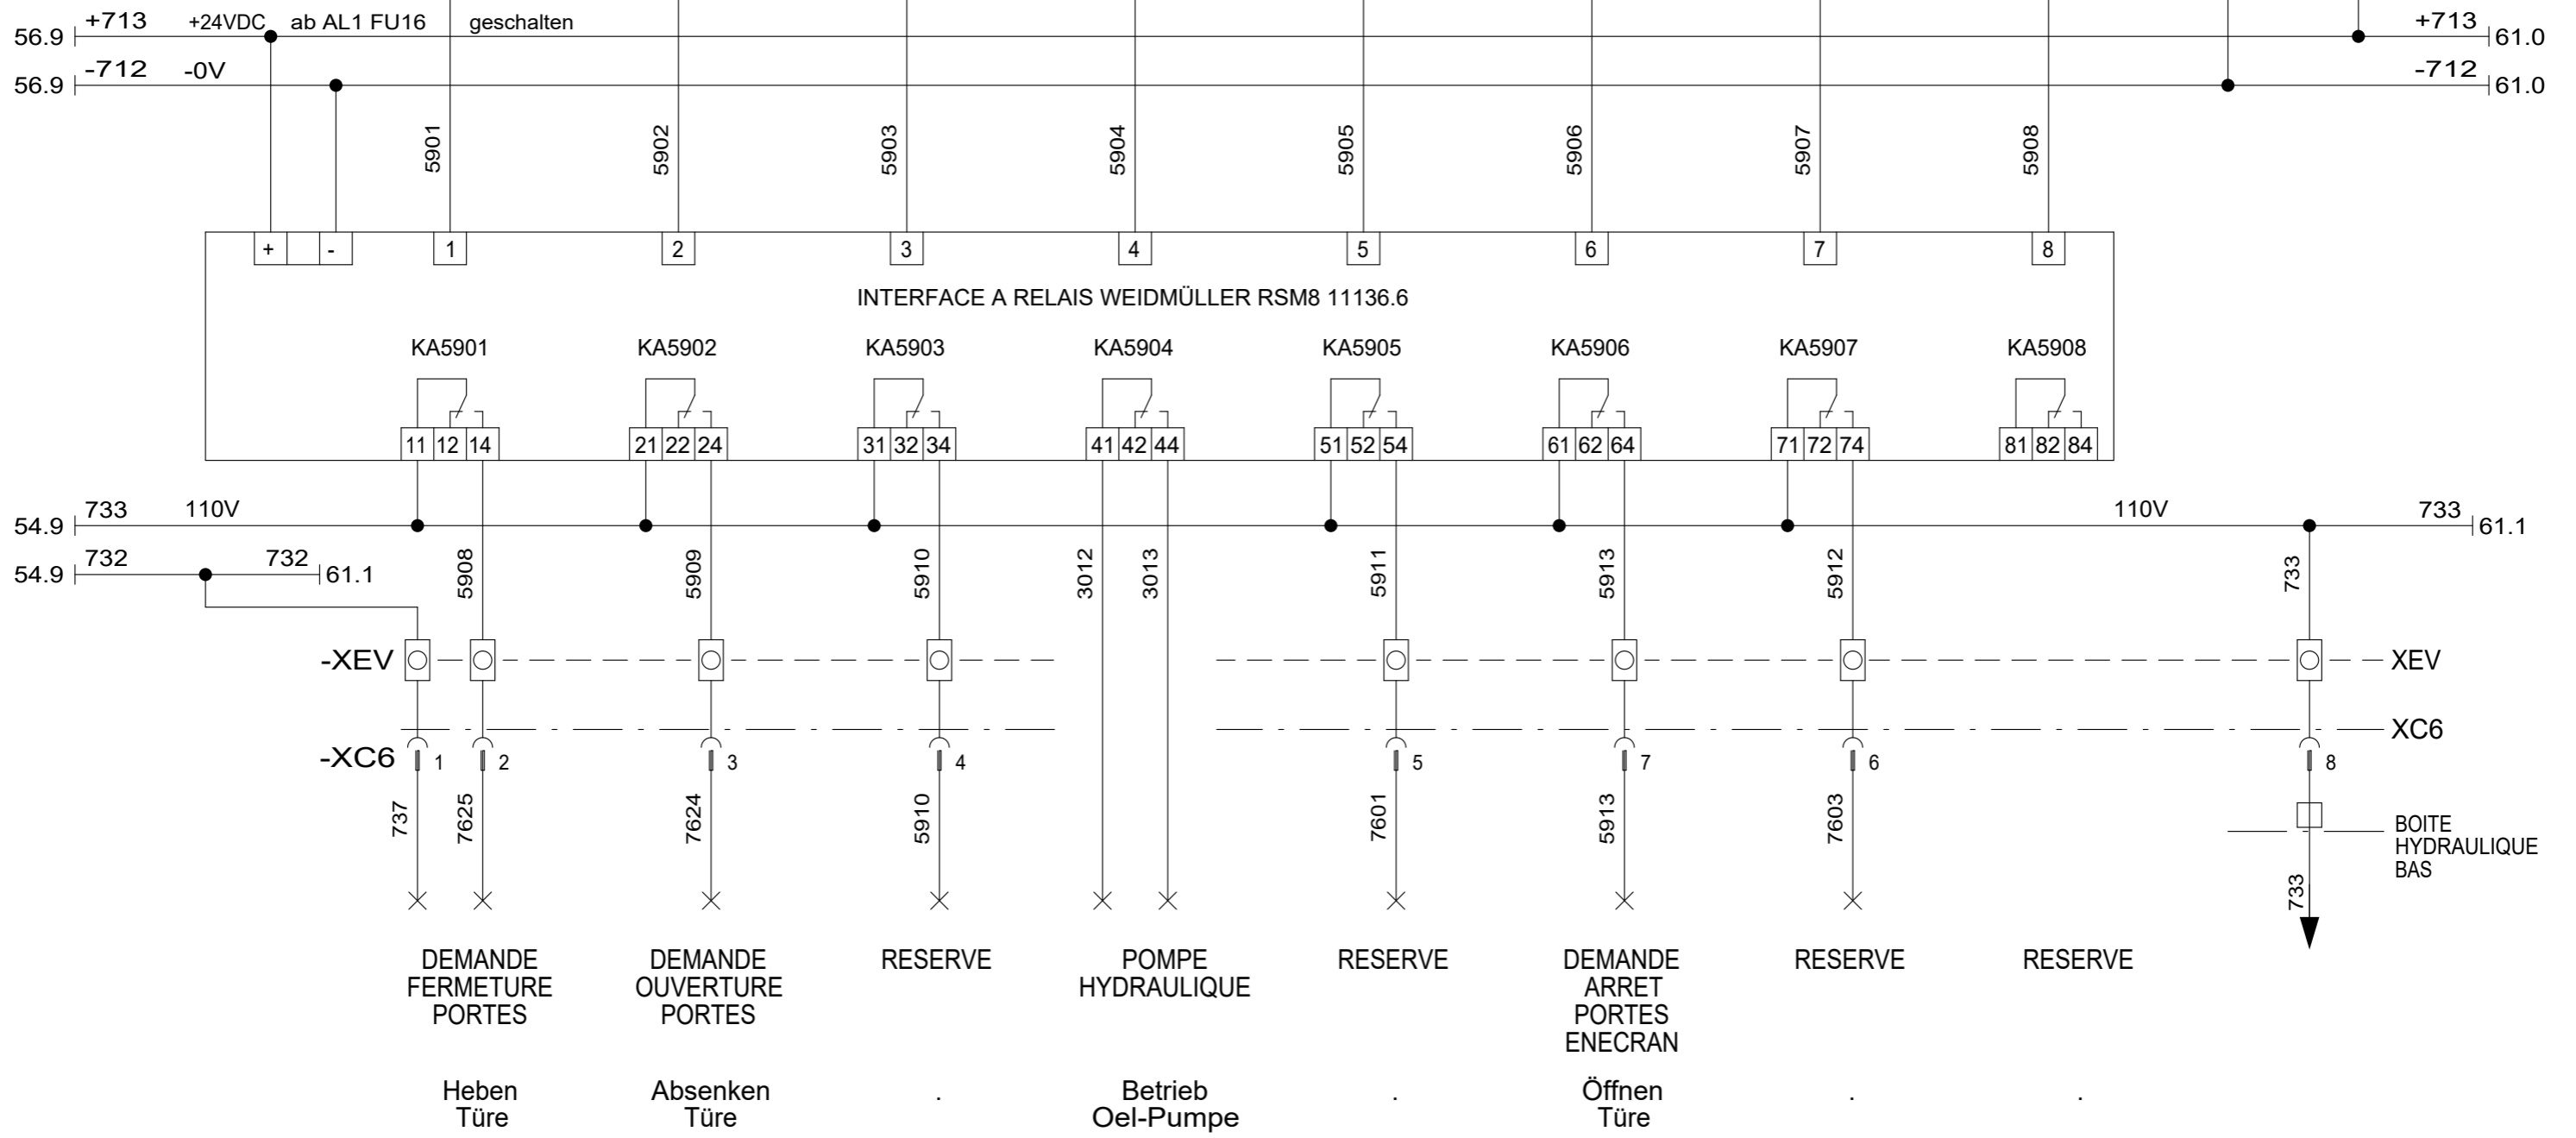 56.9 +713 +24VDC ab AL1 FU16 geschalten +713 61.0
56.9 -712 -0V -712 61.0
5901 5902 5903 5904 5905 5906 5907 5908
+ - 1 2 3 4 5 6 7 8
INTERFACE A RELAIS WEIDMÜLLER RSM8 11136.6
KA5901 KA5902 KA5903 KA5904 KA5905 KA5906 KA5907 KA5908
11 12 14 21 22 24 31 32 34 41 42 44 51 52 54 61 62 64 71 72 74 81 82 84
54.9 733 110V 110V 733 61.1
54.9 732 732 61.1
5908 5909 5910 3012 3013 5911 5913 5912 733
-XEV XEV
XC6
-XC6 1 2 3 4 5 7 6 8
737 7625 7624 5910 7601 5913 7603
BOITE
HYDRAULIQUE
BAS
733
DEMANDE
FERMETURE
PORTES
DEMANDE
OUVERTURE
PORTES
RESERVE
POMPE
HYDRAULIQUE
RESERVE
DEMANDE
ARRET
PORTES
ENECRAN
RESERVE
RESERVE
Heben
Türe
Absenken
Türe
.
Betrieb
Oel-Pumpe
.
Öffnen
Türe
.
.